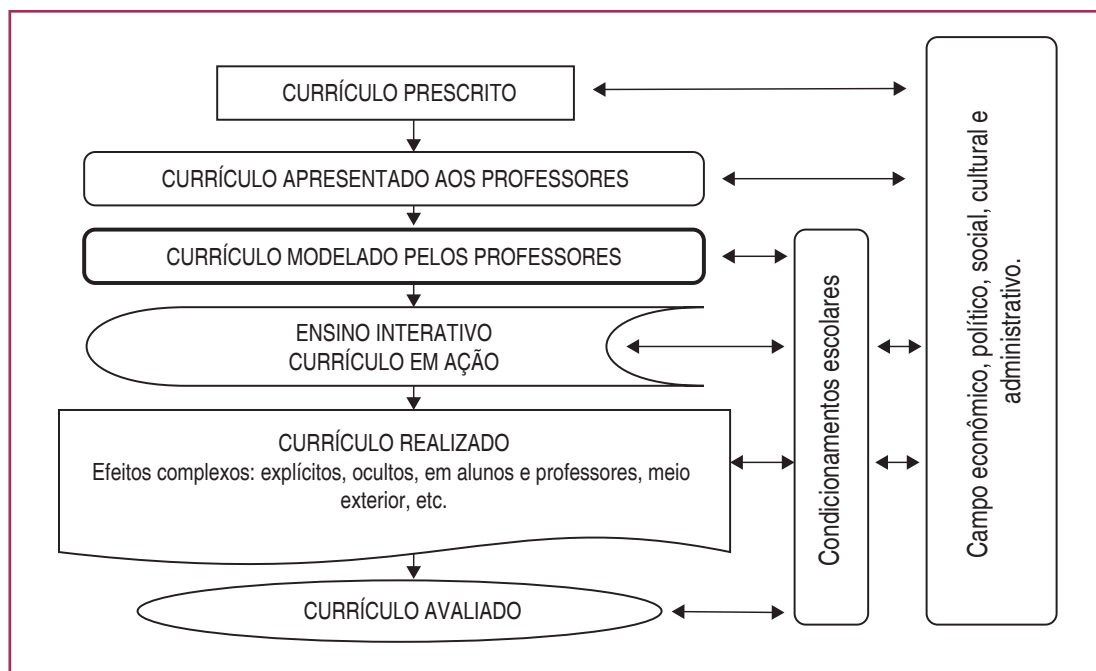 CURRÍCULO PRESCRITO
CURRÍCULO APRESENTADO AOS PROFESSORES
CURRÍCULO MODELADO PELOS PROFESSORES
ENSINO INTERATIVO
CURRÍCULO EM AÇÃO
CURRÍCULO REALIZADO
Efeitos complexos: explícitos, ocultos, em alunos e professores, meio
exterior, etc.
CURRÍCULO AVALIADO
Condicionamentos escolares
Campo econômico, político, social, cultural e
administrativo.